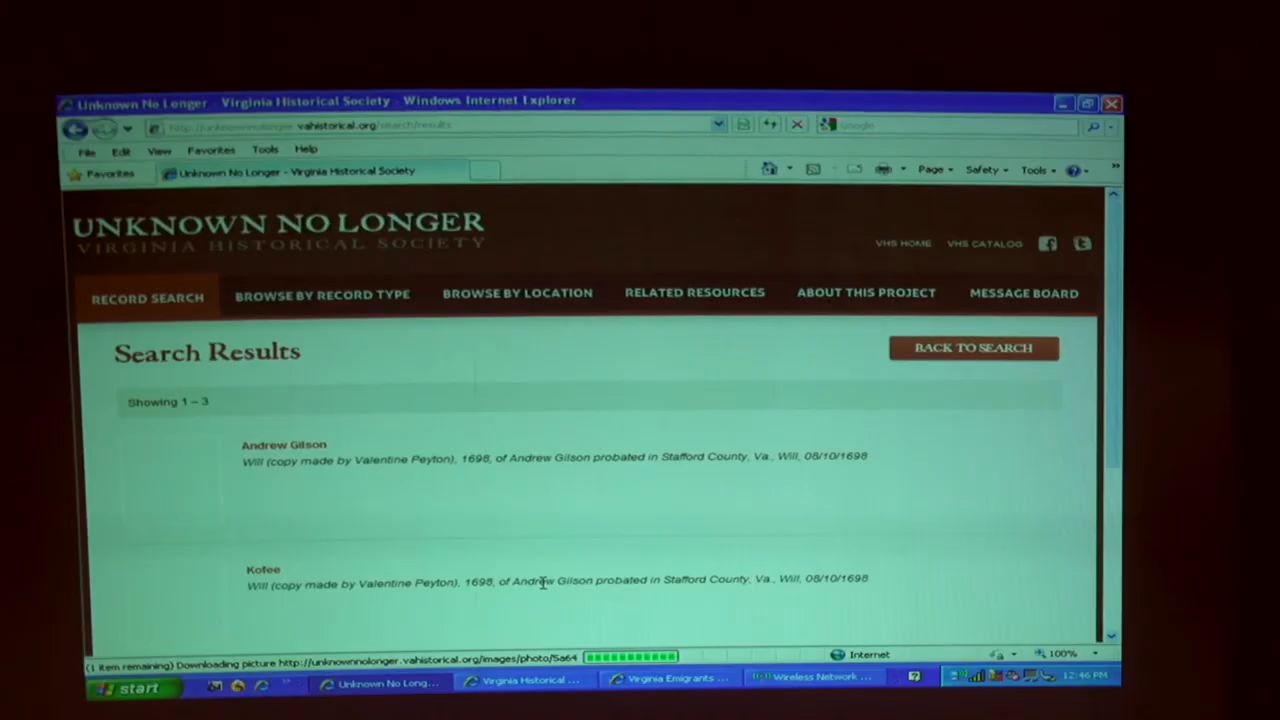 Unknown No Longer - Virginia Historical Society - Windows Internet Explorer
http://unknownnolonger.vahistorical.org/search/results
Google
File Edit View Favorites Tools Help
Favorites
Unknown No Longer - Virginia Historical Society
Page Safety Tools
UNKNOWN NO LONGER
VIRGINIA HISTORICAL SOCIETY
VHS HOME VHS CATALOG
RECORD SEARCH BROWSE BY RECORD TYPE BROWSE BY LOCATION RELATED RESOURCES ABOUT THIS PROJECT MESSAGE BOARD
Search Results
BACK TO SEARCH
Showing 1 – 3
Andrew Gilson
Will (copy made by Valentine Peyton), 1698, of Andrew Gilson probated in Stafford County, Va., Will, 08/10/1698
Kofee
Will (copy made by Valentine Peyton), 1698, of Andrew Gilson probated in Stafford County, Va., Will, 08/10/1698
(1 item remaining) Downloading picture http://unknownnolonger.vahistorical.org/images/photo/5a64
Internet
100%
start
Unknown No Long...
Virginia Historical ...
Virginia Emigrants ...
Wireless Network ...
12:46 PM